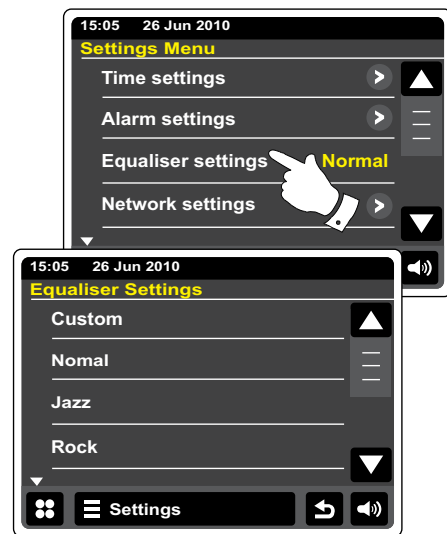 15:05 26 Jun 2010
Settings Menu
Time settings
Alarm settings
Equaliser settings Normal
Network settings
15:05 26 Jun 2010
Equaliser Settings
Custom
Nomal
Jazz
Rock
Settings